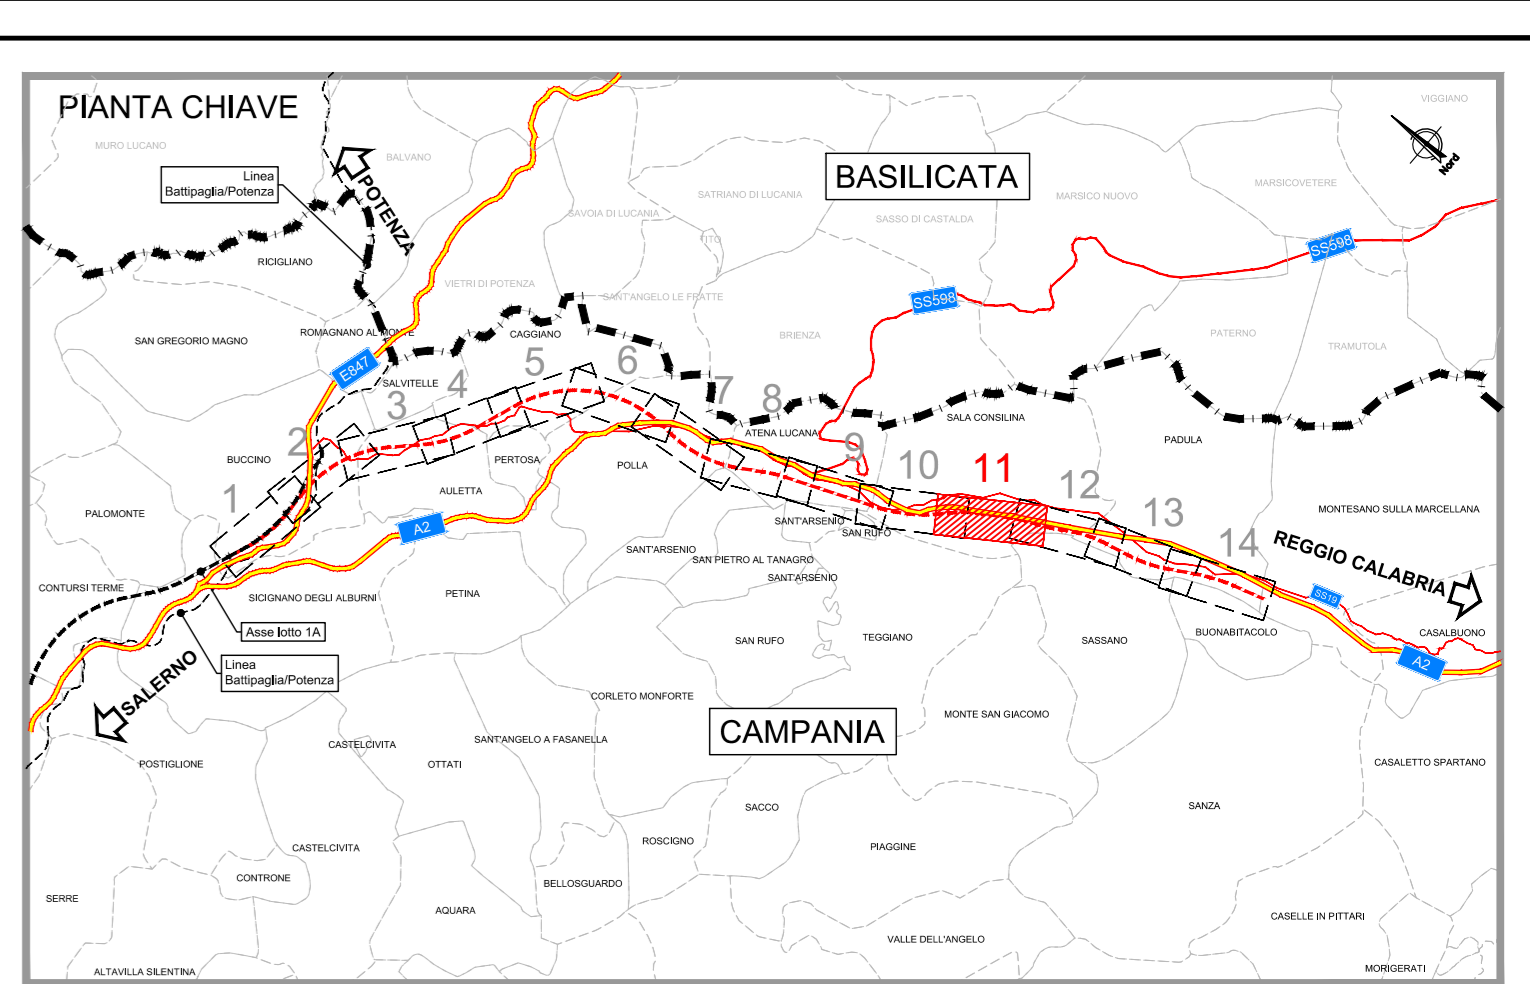 PIANTA CHIAVE
VIGGIANO
MURO LUCANO
BALVANO
Nord
Linea
Battipaglia/Potenza
POTENZA
BASILICATA
SATRIANO DI LUCANIA
MARSICO NUOVO
MARSICOVETERE
SAVOIA DI LUCANIA
SASSO DI CASTALDA
TITO
SS598
RICIGLIANO
VIETRI DI POTENZA
SANT'ANGELO LE FRATTE
SS598
SAN GREGORIO MAGNO
ROMAGNANO AL MONTE
CAGGIANO
BRIENZA
PATERNO
TRAMUTOLA
E847
SALVITELLE
1
2
3
4
5
6
7
8
9
10
11
12
13
14
SALA CONSILINA
PADULA
ATENA LUCANA
BUCCINO
PERTOSA
POLLA
AULETTA
PALOMONTE
MONTESANO SULLA MARCELLANA
A2
SANT'ARSENIO
SAN RUFO
SANT'ARSENIO
SAN PIETRO AL TANAGRO
SANT'ARSENIO
REGGIO CALABRIA
CONTURSI TERME
SICIGNANO DEGLI ALBURNI
PETINA
SS19
Asse lotto 1A
SAN RUFO
TEGGIANO
SASSANO
BUONABITACOLO
CASALBUONO
A2
Linea
Battipaglia/Potenza
SALERNO
CORLETO MONFORTE
MONTE SAN GIACOMO
CAMPANIA
CASTELCIVITA
SANT'ANGELO A FASANELLA
POSTIGLIONE
OTTATI
CASALETTO SPARTANO
SACCO
SANZA
ROSCIGNO
CASTELCIVITA
PIAGGINE
CONTRONE
BELLOSGUARDO
SERRE
AQUARA
CASELLE IN PITTARI
VALLE DELL'ANGELO
ALTAVILLA SILENTINA
MORIGERATI